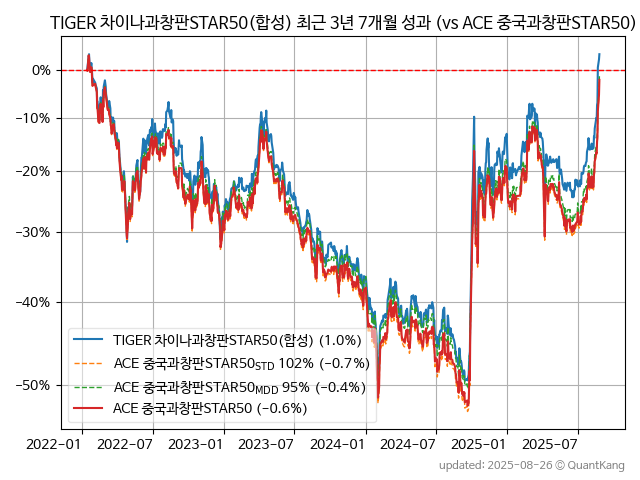 TIGER 차이나과창판STAR50(합성) 최근 3년 7개월 성과 (vs ACE 중국과창판STAR50)
0%
−10%
−20%
−30%
−40%
−50%
TIGER 차이나과창판STAR50(합성) (1.0%)
ACE 중국과창판STAR50STD 102% (−0.7%)
ACE 중국과창판STAR50MDD 95% (−0.4%)
ACE 중국과창판STAR50 (−0.6%)
2022-01 2022-07 2023-01 2023-07 2024-01 2024-07 2025-01 2025-07
updated: 2025-08-26 ⓒ QuantKang